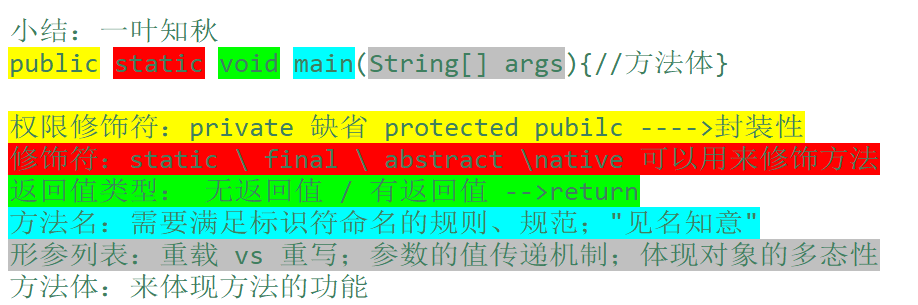 小结：一叶知秋
public static void main(String[] args){//方法体}
权限修饰符：private 缺省 protected pubilc ---->封装性
修饰符：static \ final \ abstract \native 可以用来修饰方法
返回值类型： 无返回值 / 有返回值 -->return
方法名：需要满足标识符命名的规则、规范；"见名知意"
形参列表：重载 vs 重写；参数的值传递机制；体现对象的多态性
方法体：来体现方法的功能